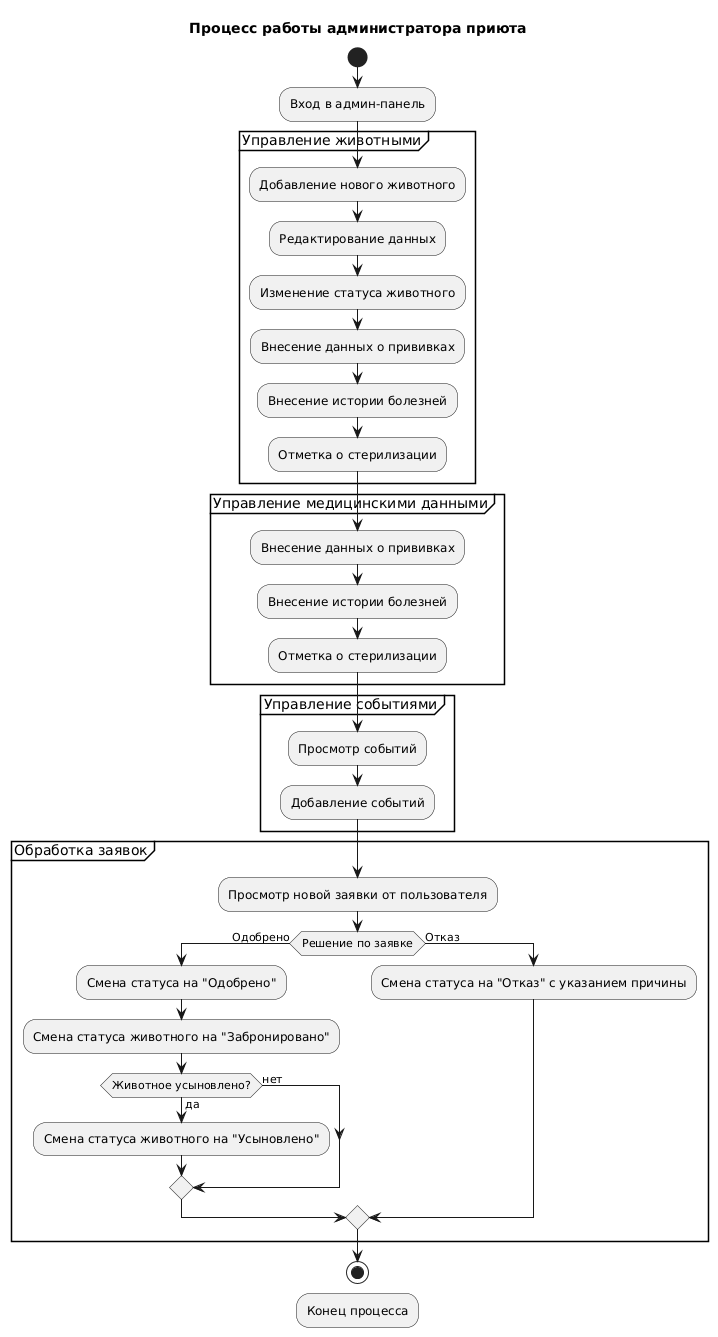 Процесс работы администратора приюта
Вход в админ-панель
Управление животными
Добавление нового животного
Редактирование данных
Изменение статуса животного
Внесение данных о прививках
Внесение истории болезней
Отметка о стерилизации
Управление медицинскими данными
Внесение данных о прививках
Внесение истории болезней
Отметка о стерилизации
Управление событиями
Просмотр событий
Добавление событий
Обработка заявок
Просмотр новой заявки от пользователя
Одобрено
Решение по заявке
Отказ
Смена статуса на "Одобрено"
Смена статуса на "Отказ" с указанием причины
Смена статуса животного на "Забронировано"
Животное усыновлено?
нет
да
Смена статуса животного на "Усыновлено"
Конец процесса